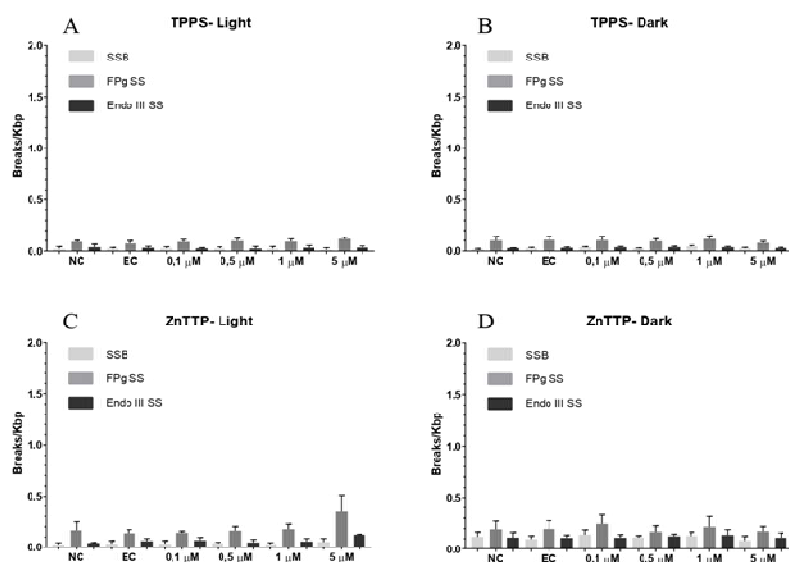 A
TPPS- Light
SSB
FPg SS
Endo III SS
Breaks/Kbp
2.0
1.5
1.0
0.5
0.0
NC EC 0,1 µM 0,5 µM 1 µM 5 µM
B
TPPS- Dark
SSB
FPg SS
Endo III SS
Breaks/Kbp
2.0
1.5
1.0
0.5
0.0
NC EC 0,1 µM 0,5 µM 1 µM 5 µM
C
ZnTTP- Light
SSB
FPg SS
Endo III SS
Breaks/Kbp
2.0
1.5
1.0
0.5
0.0
NC EC 0,1 µM 0,5 µM 1 µM 5 µM
D
ZnTTP- Dark
SSB
FPg SS
Endo III SS
Breaks/Kbp
2.0
1.5
1.0
0.5
0.0
NC EC 0,1 µM 0,5 µM 1 µM 5 µM